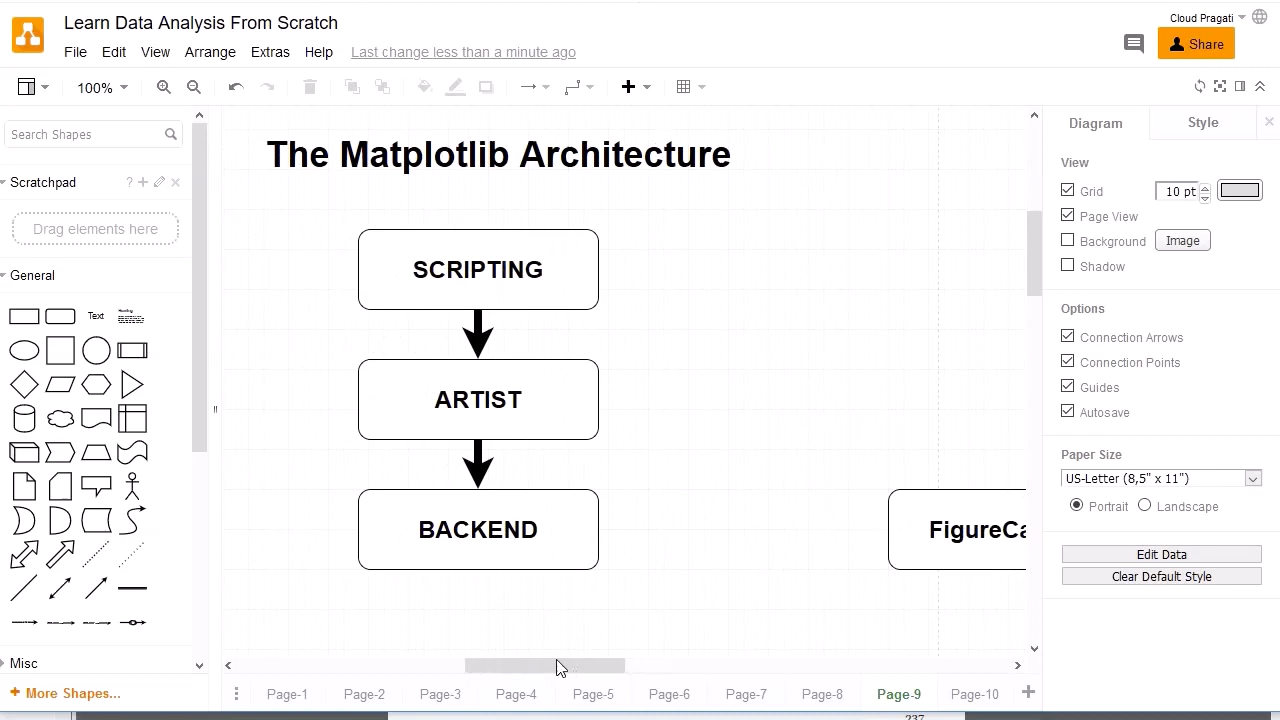 Learn Data Analysis From Scratch
Cloud Pragati
File Edit View Arrange Extras Help Last change less than a minute ago
Share
100%
Search Shapes
Scratchpad
Drag elements here
General
Text
Heading
Misc
+ More Shapes...
The Matplotlib Architecture
SCRIPTING
ARTIST
BACKEND
FigureCa
Diagram Style
View
Grid 10 pt
Page View
Background Image
Shadow
Options
Connection Arrows
Connection Points
Guides
Autosave
Paper Size
US-Letter (8,5" x 11")
Portrait Landscape
Edit Data
Clear Default Style
Page-1 Page-2 Page-3 Page-4 Page-5 Page-6 Page-7 Page-8 Page-9 Page-10
237